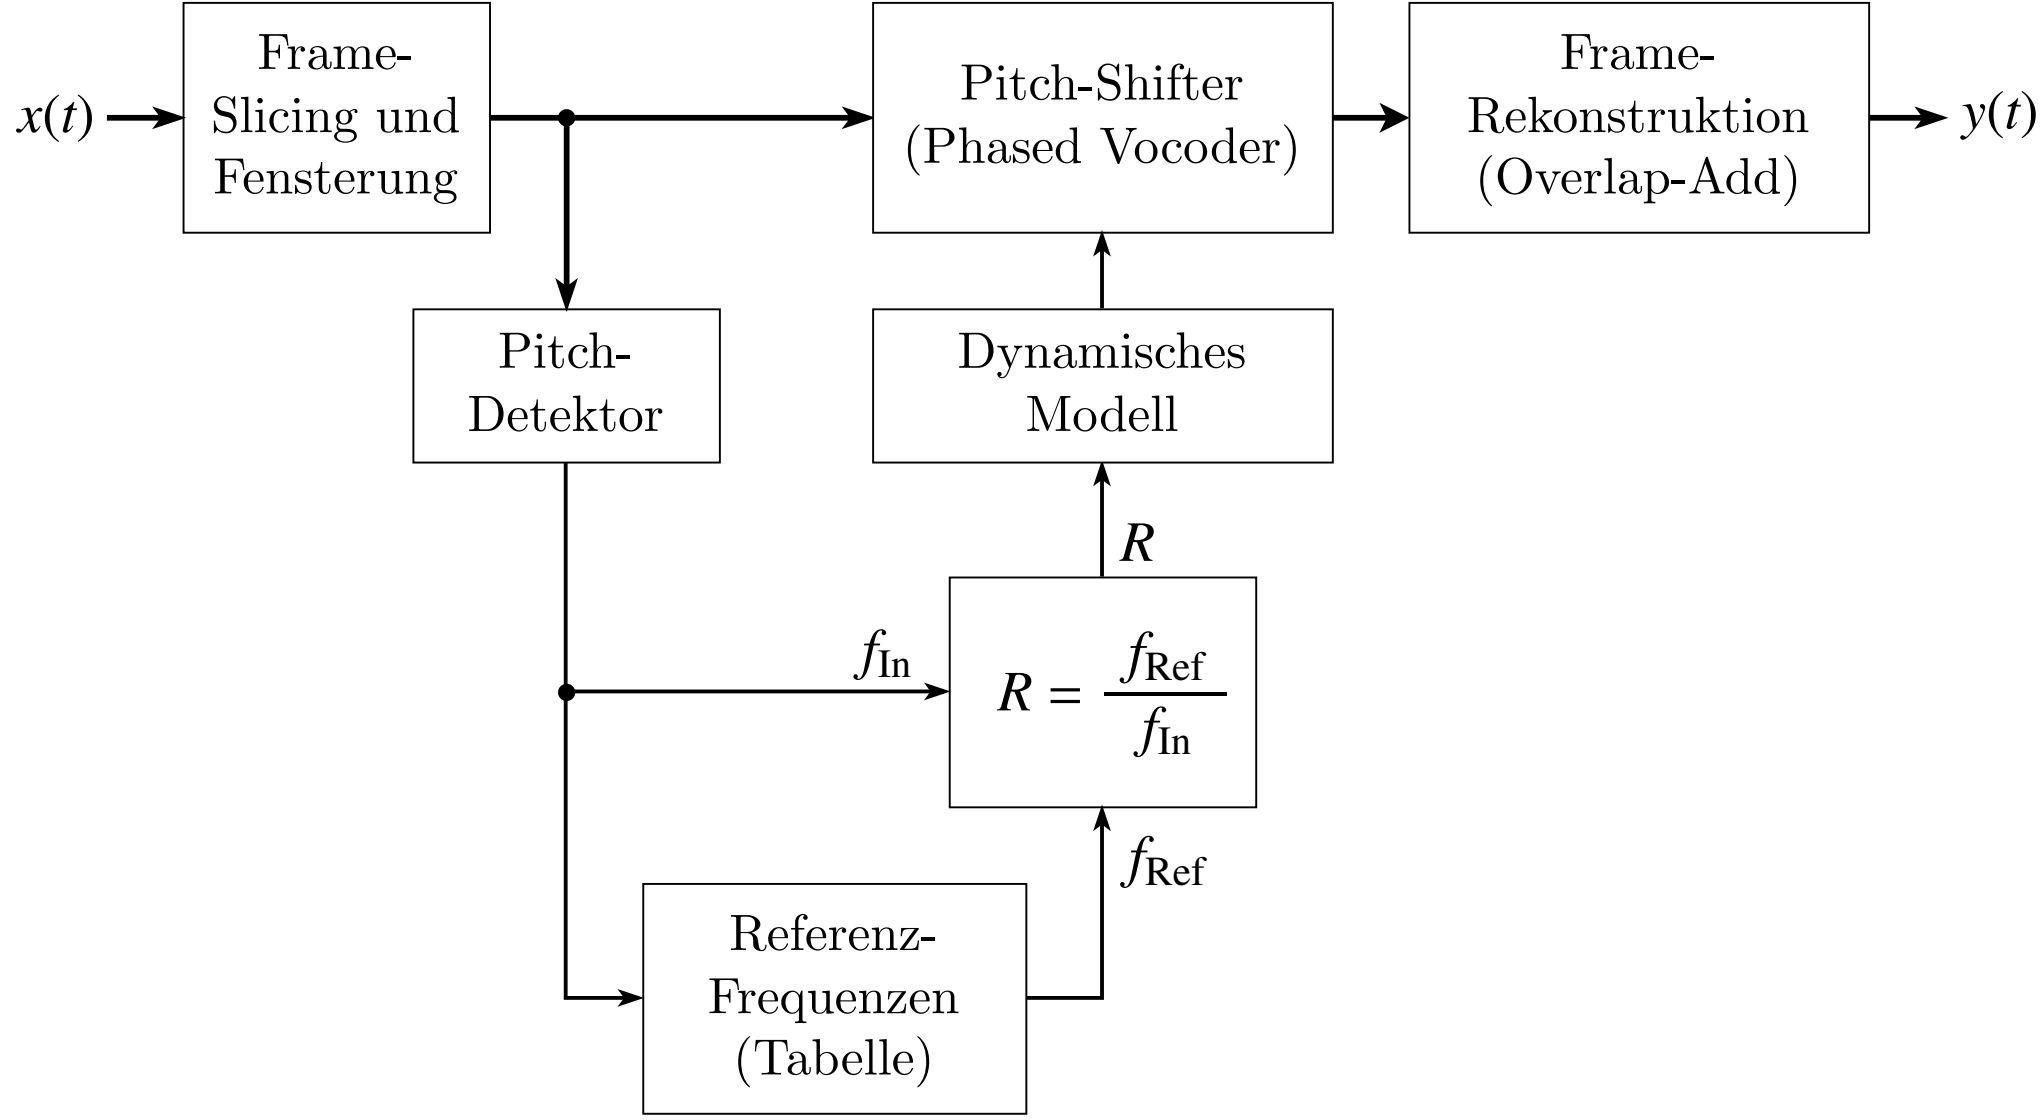 x(t)
Frame-
Slicing und
Fensterung
Pitch-Shifter
(Phased Vocoder)
Frame-
Rekonstruktion
(Overlap-Add)
y(t)
Pitch-
Detektor
Dynamisches
Modell
R
f_In
R = f_Ref / f_In
f_Ref
Referenz-
Frequenzen
(Tabelle)